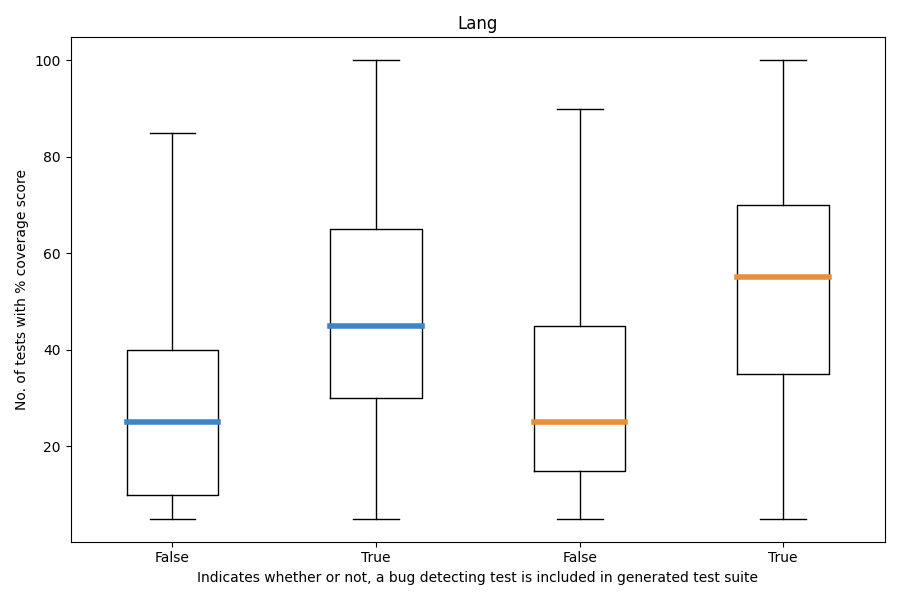 Lang
No. of tests with % coverage score
100
80
60
40
20
False True False True
Indicates whether or not, a bug detecting test is included in generated test suite